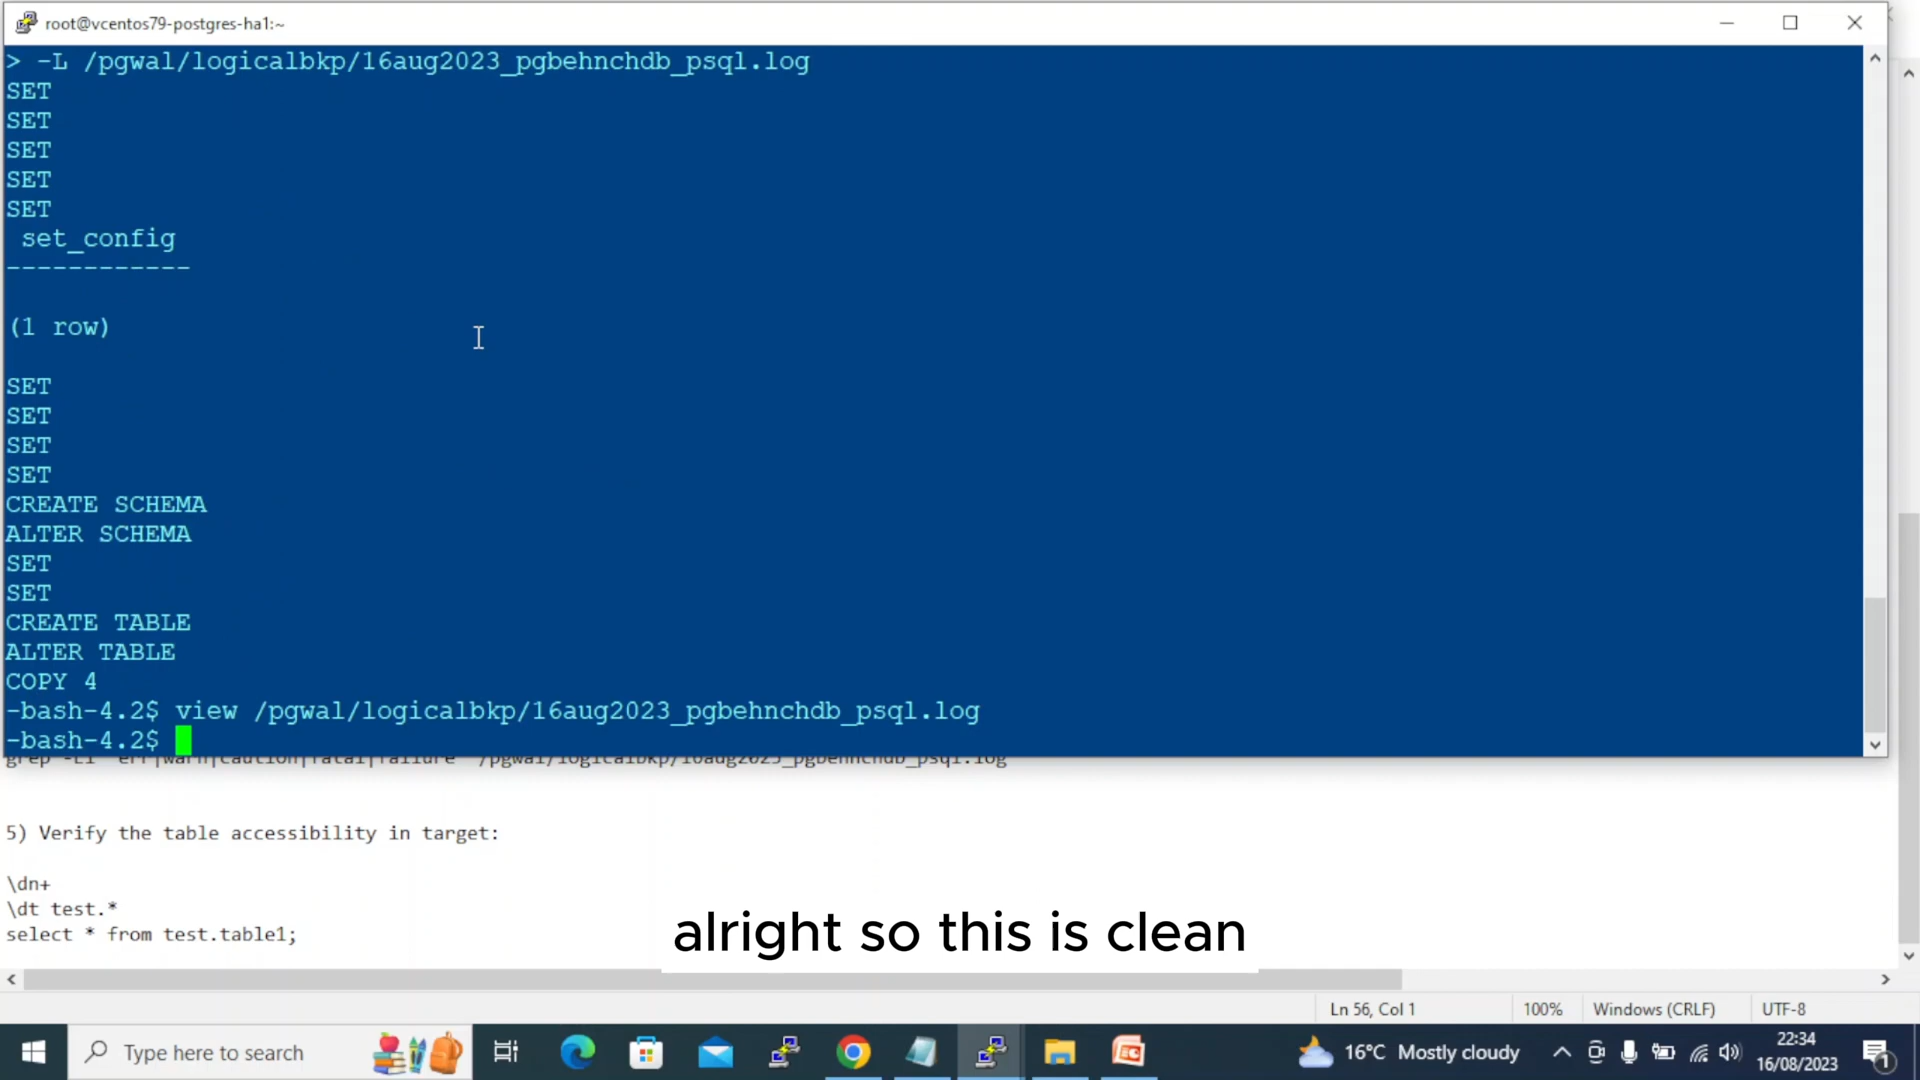 root@vcentos79-postgres-ha1:~
> -L /pgwal/logicalbkp/16aug2023_pgbehnchdb_psql.log
SET
SET
SET
SET
SET
set_config
------------
(1 row)
SET
SET
SET
SET
CREATE SCHEMA
ALTER SCHEMA
SET
SET
CREATE TABLE
ALTER TABLE
COPY 4
-bash-4.2$ view /pgwal/logicalbkp/16aug2023_pgbehnchdb_psql.log
-bash-4.2$
5) Verify the table accessibility in target:
\dn+
\dt test.*
select * from test.table1;
alright so this is clean
Ln 56, Col 1
100%
Windows (CRLF)
UTF-8
Type here to search
16°C Mostly cloudy
22:34
16/08/2023
1